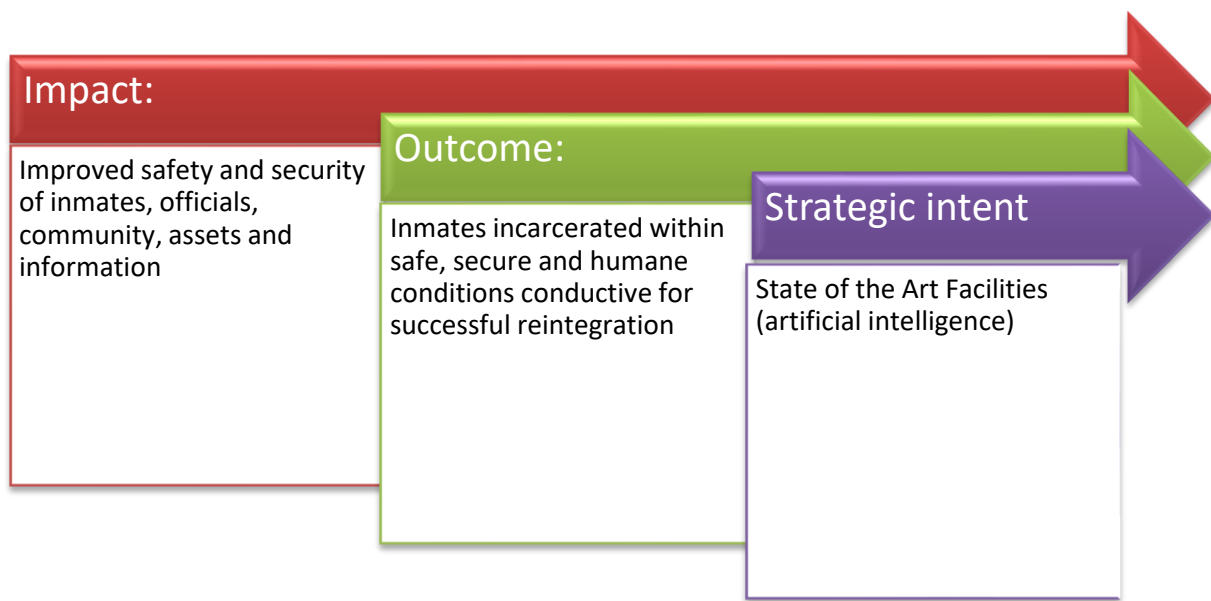 Impact:
Improved safety and security
of inmates, officials,
community, assets and
information
Outcome:
Inmates incarcerated within
safe, secure and humane
conditions conductive for
successful reintegration
Strategic intent
State of the Art Facilities
(artificial intelligence)